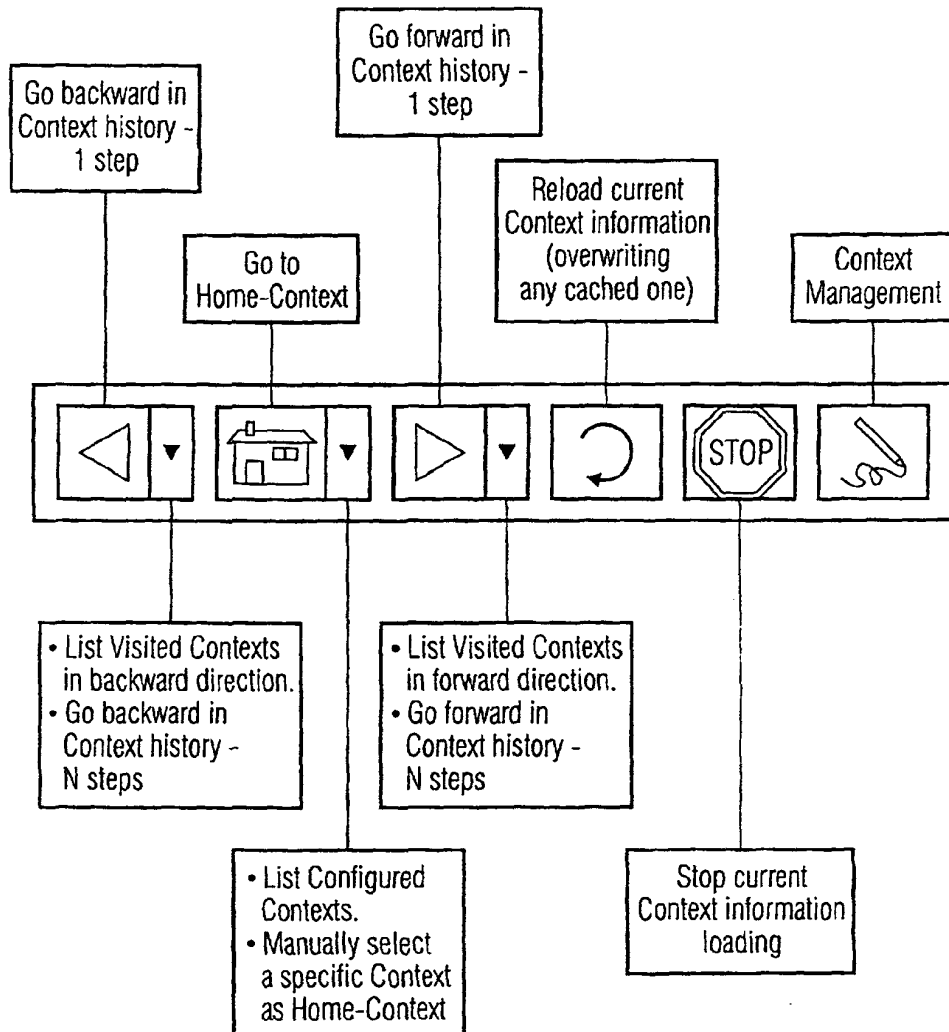 Go forward in
Context history -
1 step
Go backward in
Context history -
1 step
Reload current
Context information
(overwriting
any cached one)
Go to
Home-Context
Context
Management
STOP
• List Visited Contexts
in backward direction.
• Go backward in
Context history -
N steps
• List Visited Contexts
in forward direction.
• Go forward in
Context history -
N steps
• List Configured
Contexts.
• Manually select
a specific Context
as Home-Context
Stop current
Context information
loading